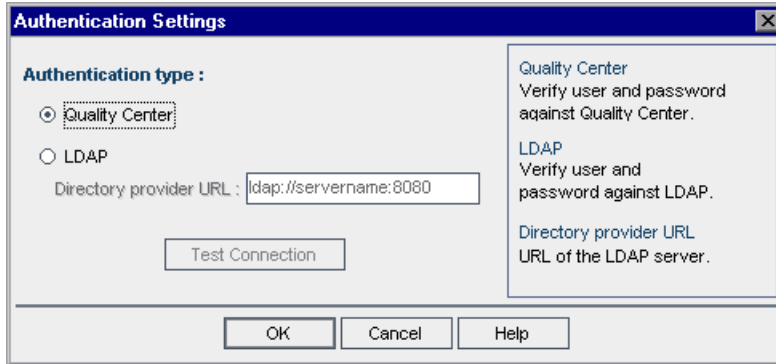 Authentication Settings
Authentication type :
Quality Center
LDAP
Directory provider URL : ldap://servername:8080
Test Connection
Quality Center
Verify user and password
against Quality Center.
LDAP
Verify user and
password against LDAP.
Directory provider URL
URL of the LDAP server.
OK Cancel Help